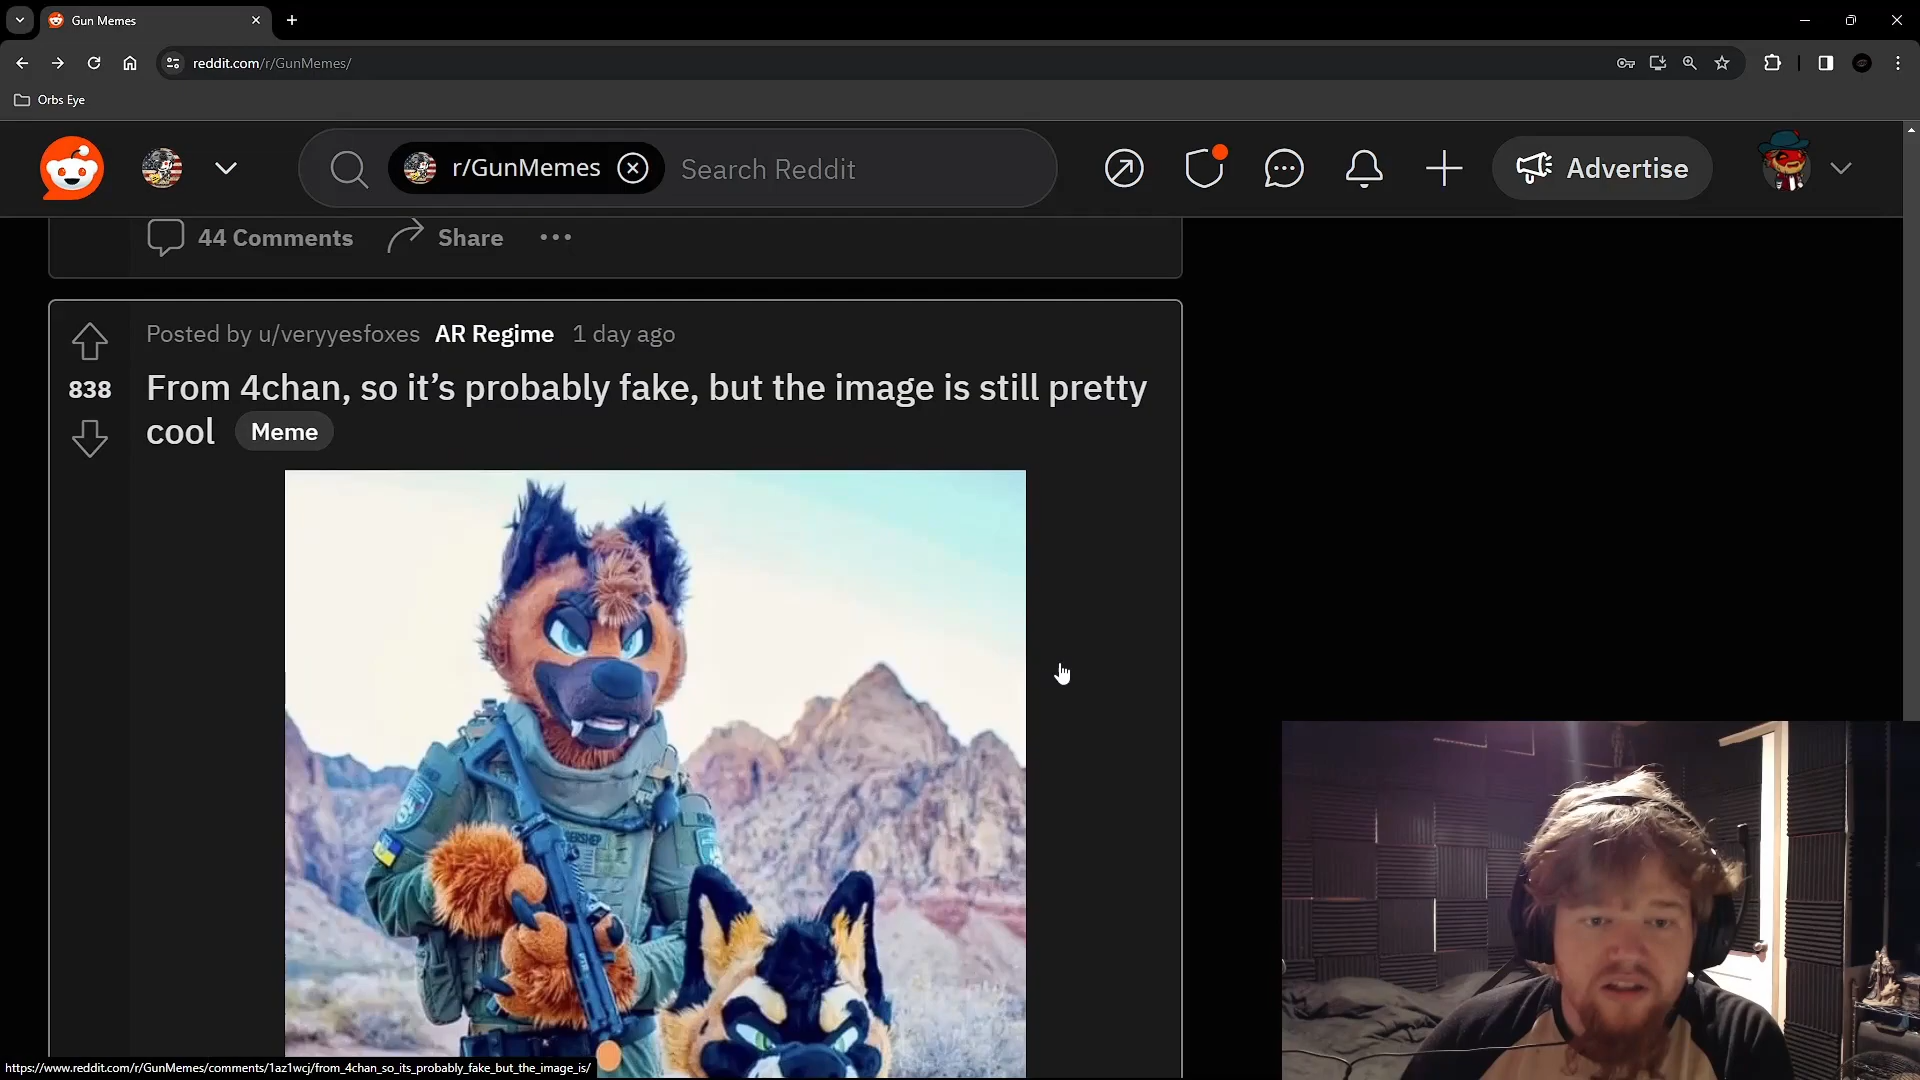 Gun Memes
reddit.com/r/GunMemes/
Orbs Eye
r/GunMemes Search Reddit Advertise
44 Comments Share
Posted by u/veryyesfoxes AR Regime 1 day ago
838
From 4chan, so it's probably fake, but the image is still pretty
cool Meme
https://www.reddit.com/r/GunMemes/comments/1az1wcj/from_4chan_so_its_probably_fake_but_the_image_is/